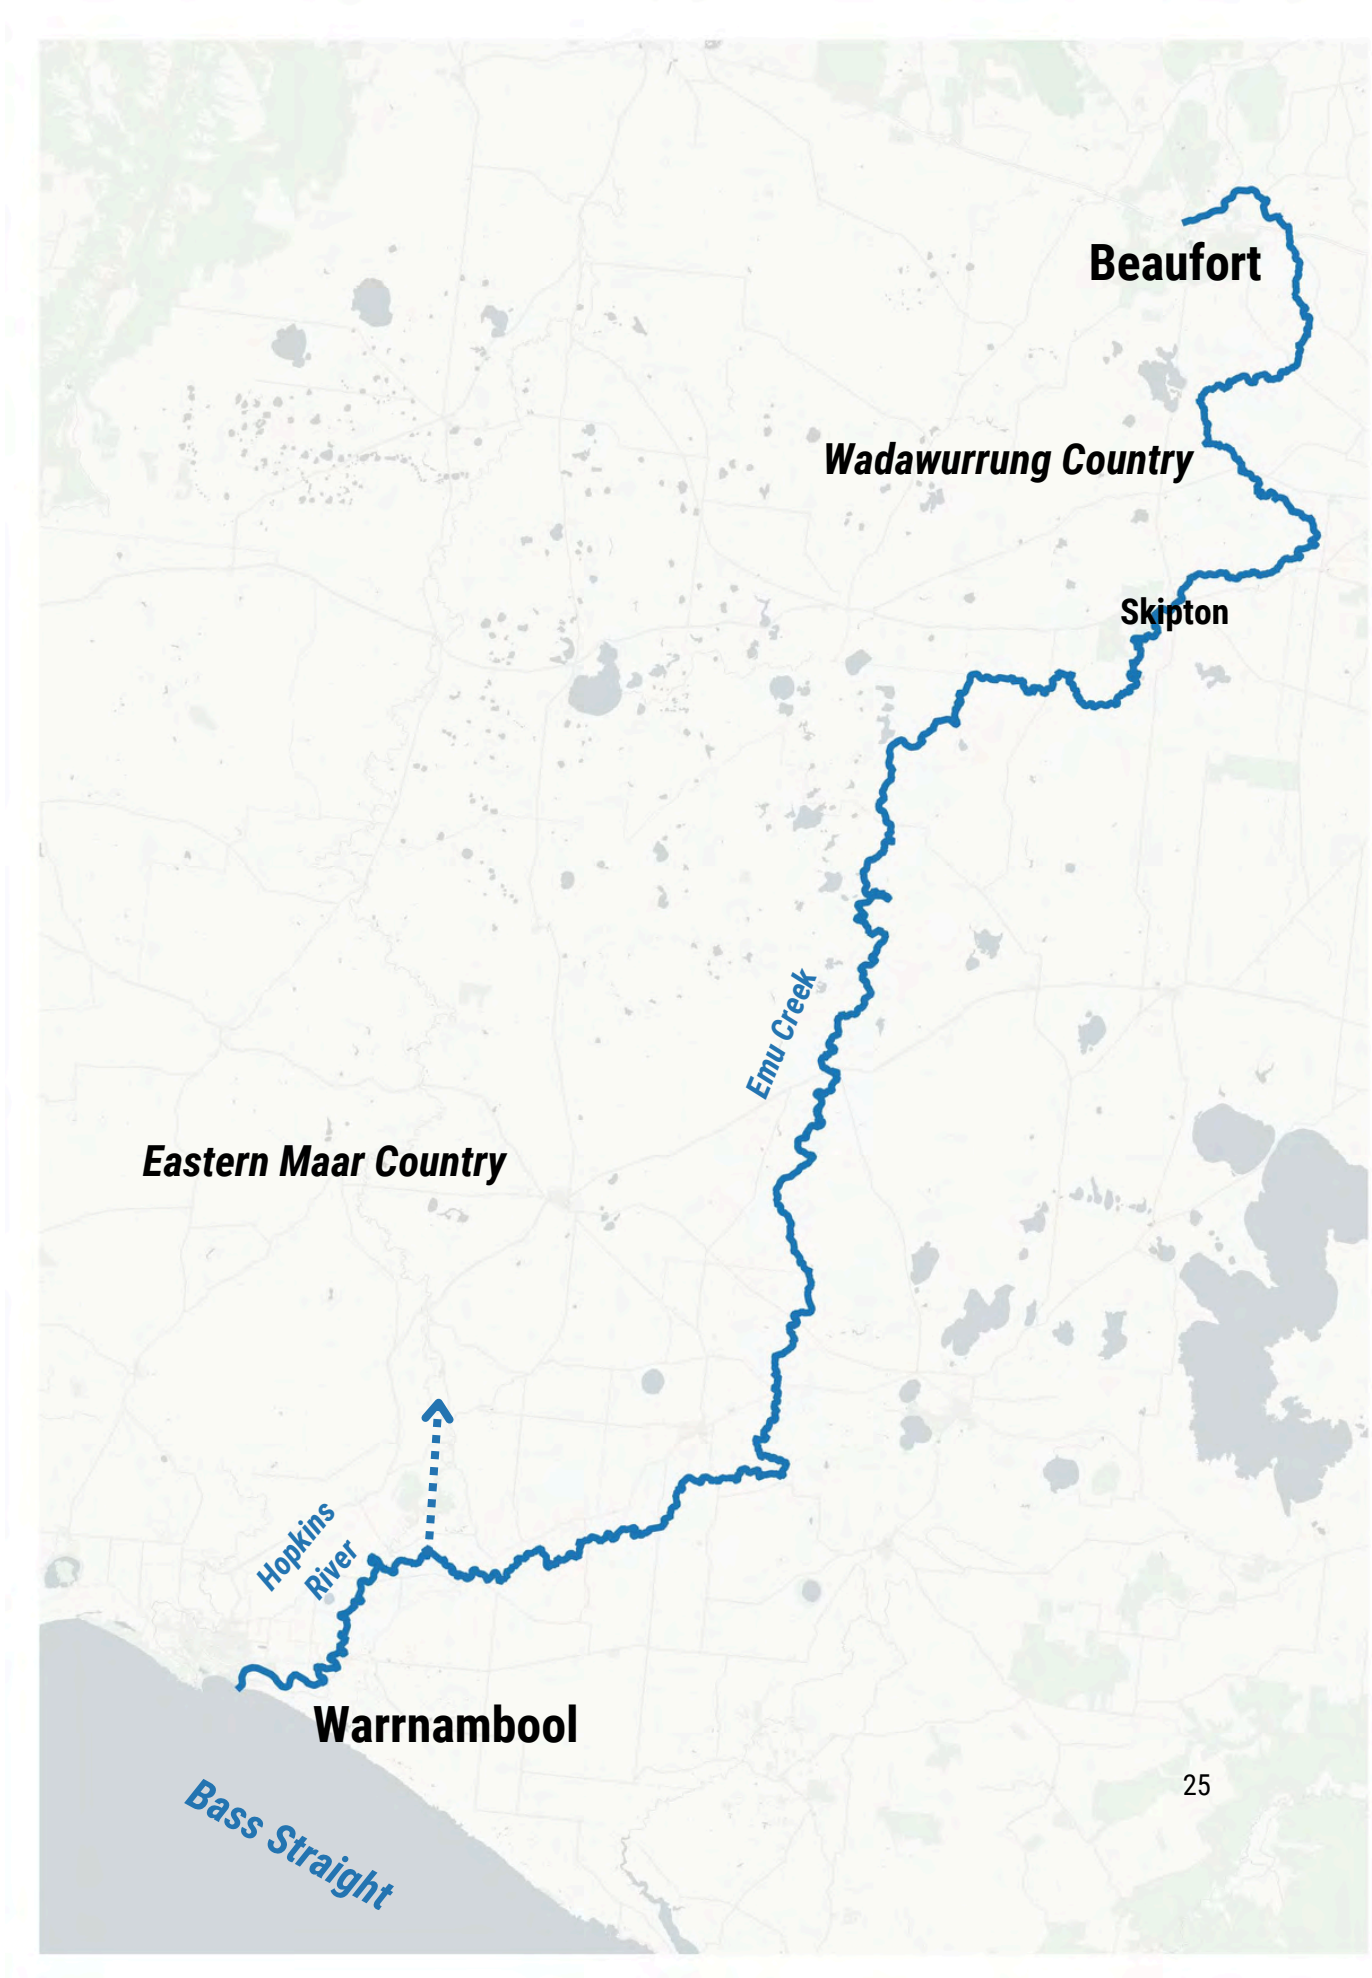 Beaufort
Wadawurrung Country
Skipton
Emu Creek
Eastern Maar Country
Hopkins
River
Warrnambool
25
Bass Straight